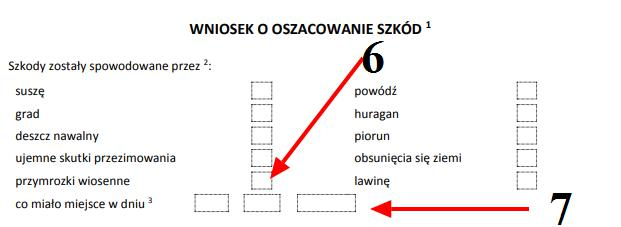 WNIOSEK O OSZACOWANIE SZKÓD 1
6
Szkody zostały spowodowane przez 2:
suszę powódź
grad huragan
deszcz nawalny piorun
ujemne skutki przezimowania obsunięcia się ziemi
przymrozki wiosenne lawinę
co miało miejsce w dniu 3 7